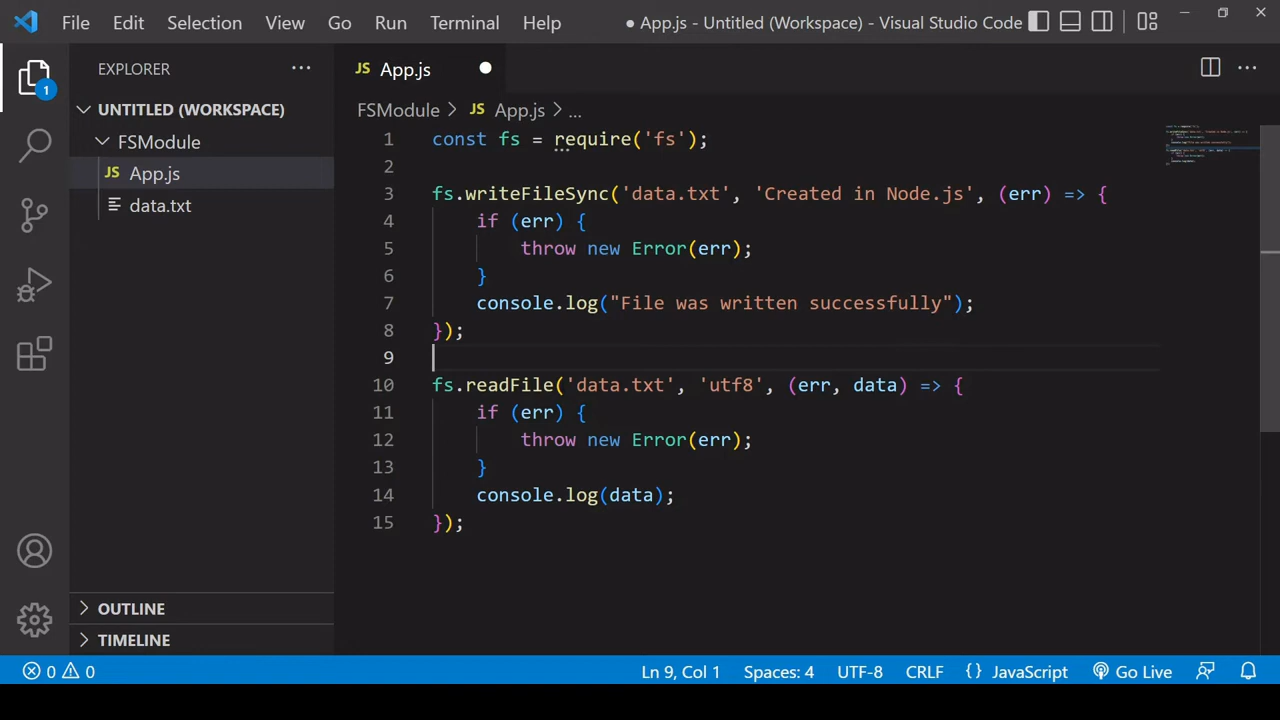 File Edit Selection View Go Run Terminal Help ● App.js - Untitled (Workspace) - Visual Studio Code
EXPLORER ...
1
UNTITLED (WORKSPACE)
FSModule
JS App.js
data.txt
OUTLINE
TIMELINE
JS App.js ●
FSModule > JS App.js > ...
1 const fs = require('fs');
2
3 fs.writeFileSync('data.txt', 'Created in Node.js', (err) => {
4 if (err) {
5 throw new Error(err);
6 }
7 console.log("File was written successfully");
8 });
9
10 fs.readFile('data.txt', 'utf8', (err, data) => {
11 if (err) {
12 throw new Error(err);
13 }
14 console.log(data);
15 });
0 0 Ln 9, Col 1 Spaces: 4 UTF-8 CRLF {} JavaScript Go Live